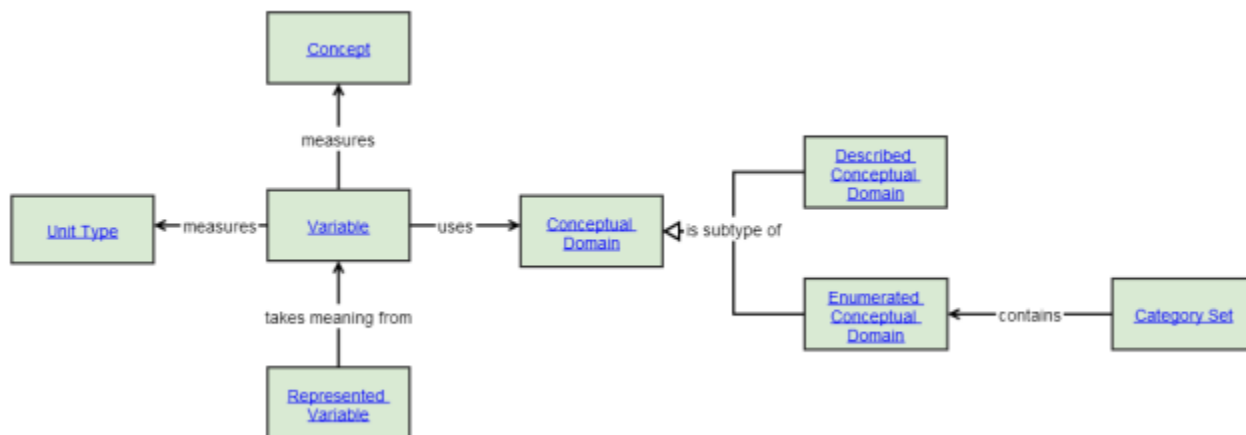 Concept
measures
Described
Conceptual
Domain
Unit Type
measures
Variable
uses
Conceptual
Domain
is subtype of
takes meaning from
Enumerated
Conceptual
Domain
contains
Category Set
Represented
Variable